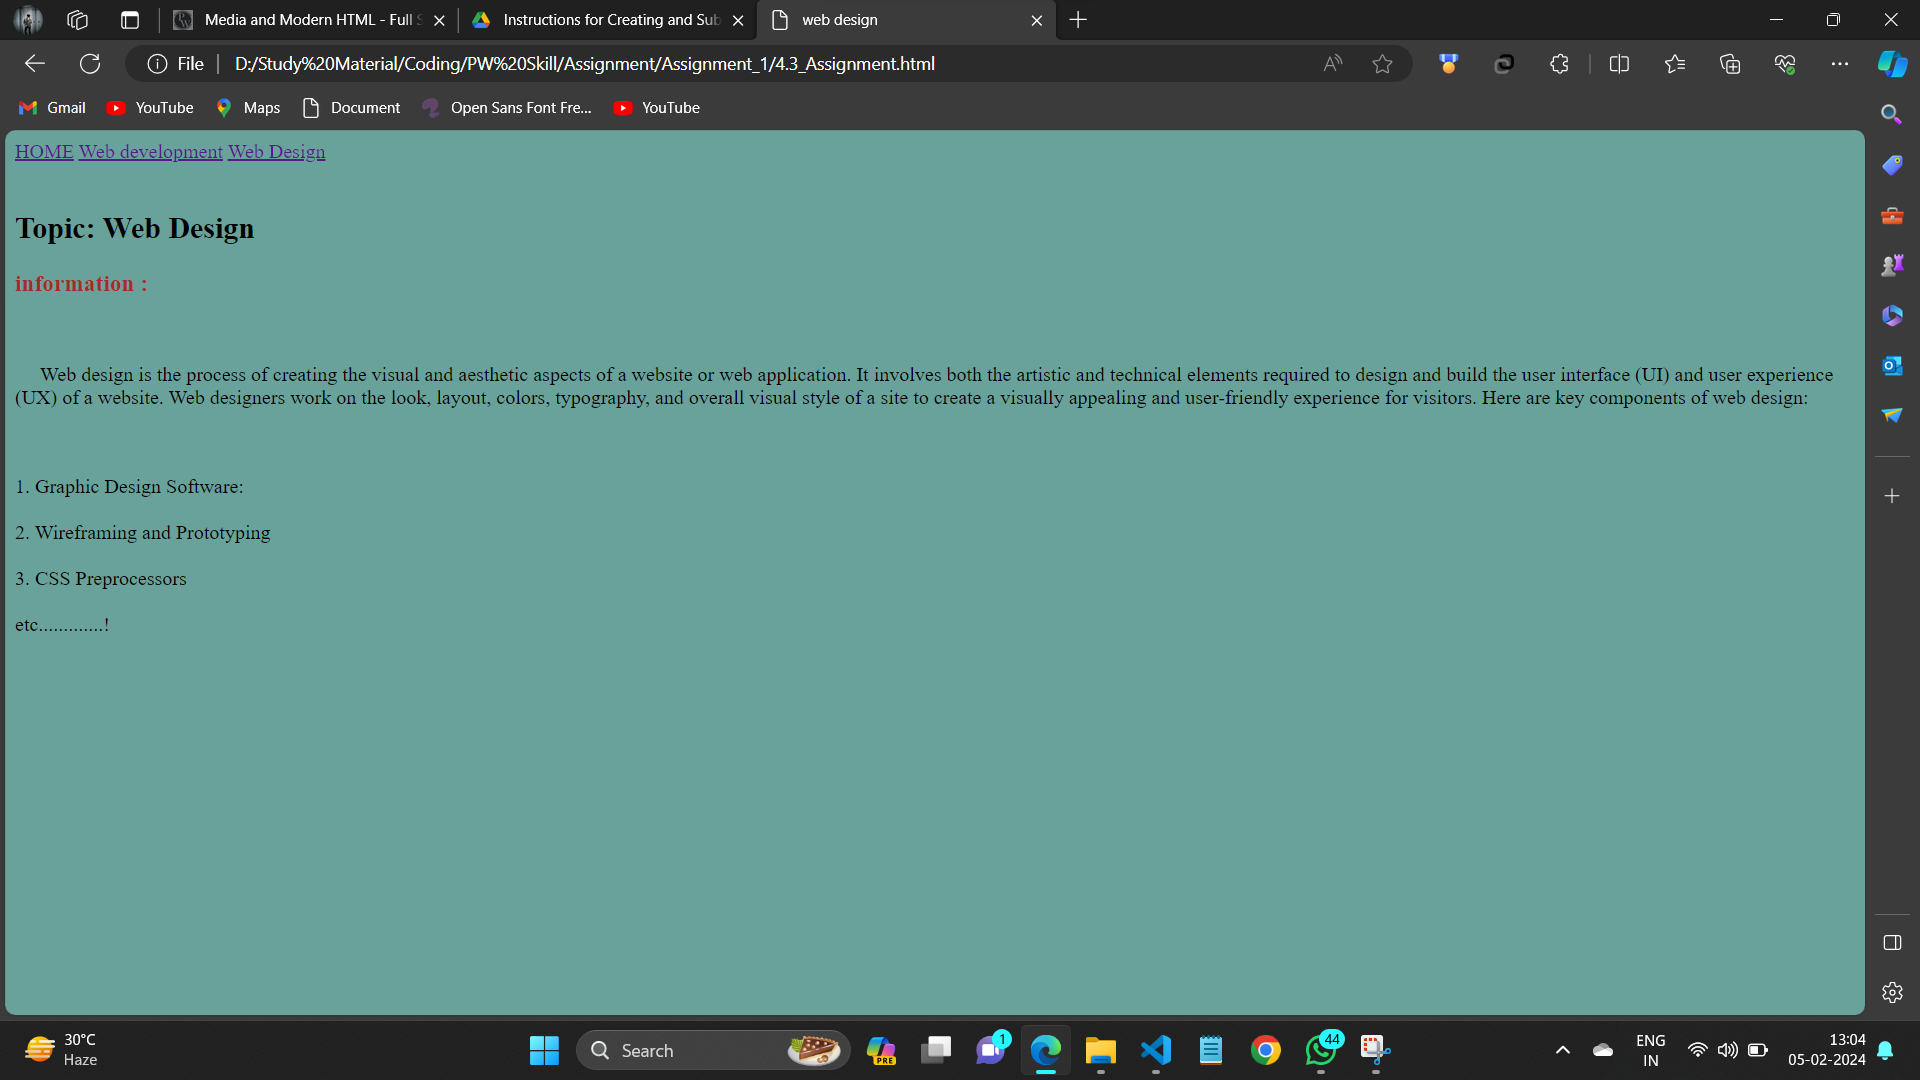 Media and Modern HTML - Full S
Instructions for Creating and Sub
web design
File
D:/Study%20Material/Coding/PW%20Skill/Assignment/Assignment_1/4.3_Assignment.html
Gmail YouTube Maps Document Open Sans Font Fre... YouTube
HOME Web development Web Design
Topic: Web Design
information :
Web design is the process of creating the visual and aesthetic aspects of a website or web application. It involves both the artistic and technical elements required to design and build the user interface (UI) and user experience
(UX) of a website. Web designers work on the look, layout, colors, typography, and overall visual style of a site to create a visually appealing and user-friendly experience for visitors. Here are key components of web design:
1. Graphic Design Software:
2. Wireframing and Prototyping
3. CSS Preprocessors
etc.............!
30°C
Haze
Search
PRE
1
44
ENG
IN
13:04
05-02-2024